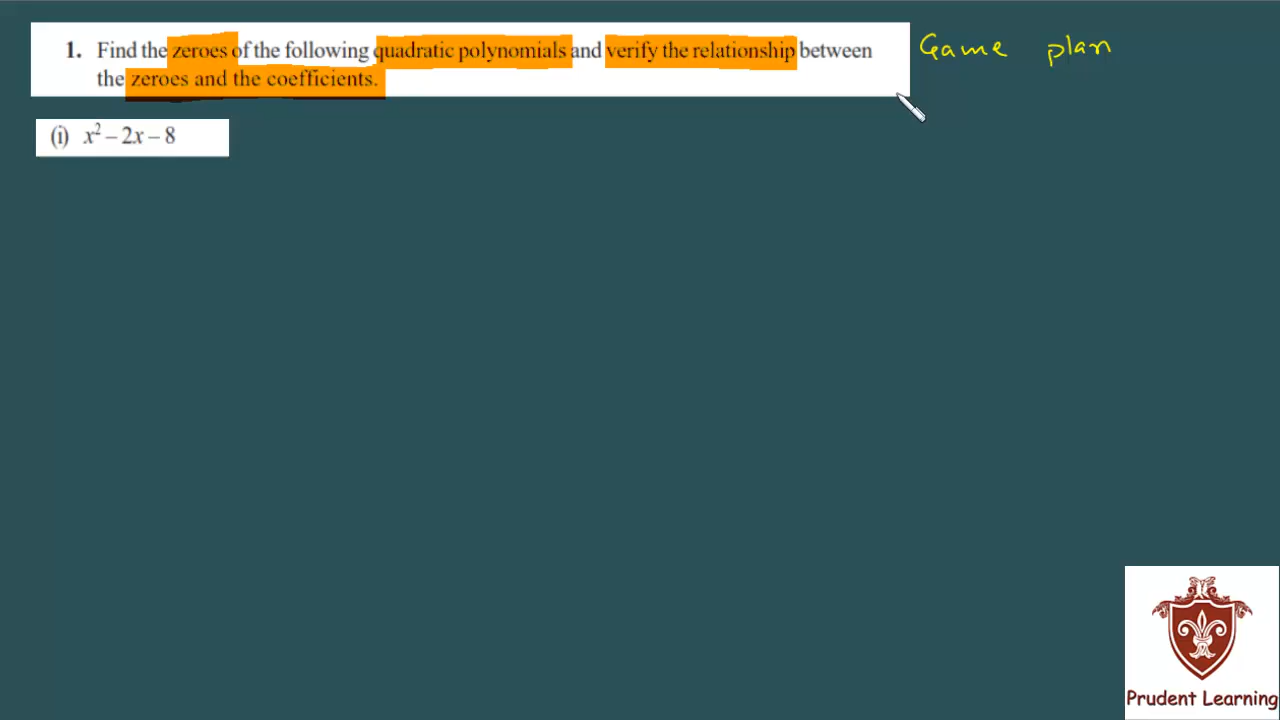 1. Find the zeroes of the following quadratic polynomials and verify the relationship between
the zeroes and the coefficients.
Game plan
(i) x² – 2x – 8
Prudent Learning